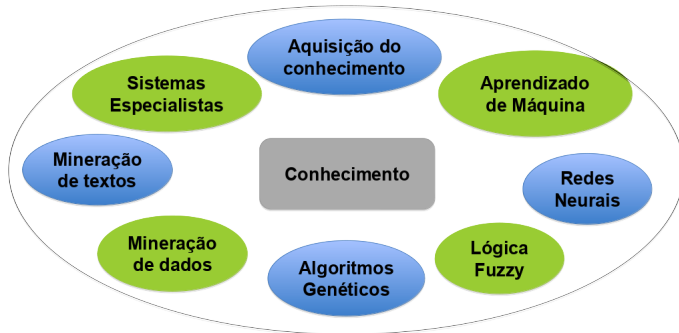 Aquisição do
conhecimento
Sistemas
Especialistas
Aprendizado
de Máquina
Mineração
de textos
Conhecimento
Redes
Neurais
Mineração
de dados
Algoritmos
Genéticos
Lógica
Fuzzy